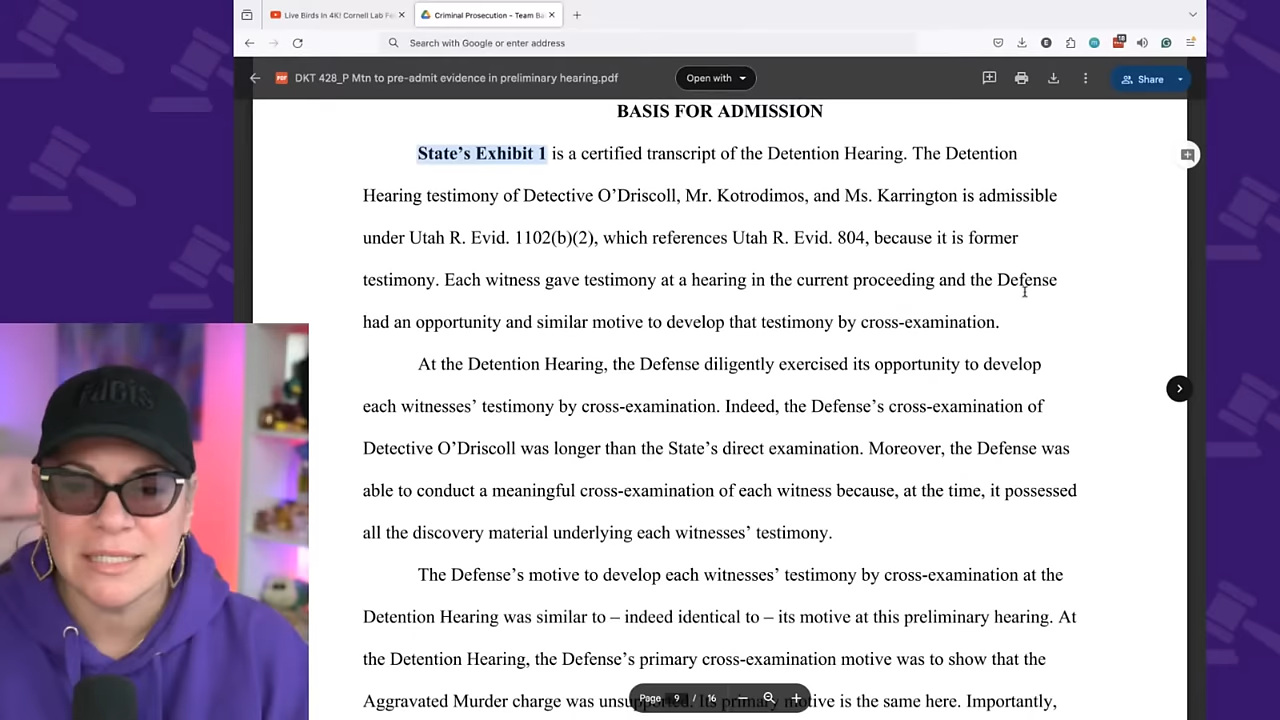 Live Birds In 4K! Cornell Lab Fe
Criminal Prosecution – Team Ba
Search with Google or enter address
18
DKT 428_P Mtn to pre-admit evidence in preliminary hearing.pdf
Open with
Share
BASIS FOR ADMISSION
State's Exhibit 1 is a certified transcript of the Detention Hearing. The Detention
Hearing testimony of Detective O'Driscoll, Mr. Kotrodimos, and Ms. Karrington is admissible
under Utah R. Evid. 1102(b)(2), which references Utah R. Evid. 804, because it is former
testimony. Each witness gave testimony at a hearing in the current proceeding and the Defense
had an opportunity and similar motive to develop that testimony by cross-examination.
At the Detention Hearing, the Defense diligently exercised its opportunity to develop
each witnesses' testimony by cross-examination. Indeed, the Defense's cross-examination of
Detective O'Driscoll was longer than the State's direct examination. Moreover, the Defense was
able to conduct a meaningful cross-examination of each witness because, at the time, it possessed
all the discovery material underlying each witnesses' testimony.
The Defense's motive to develop each witnesses' testimony by cross-examination at the
Detention Hearing was similar to – indeed identical to – its motive at this preliminary hearing. At
the Detention Hearing, the Defense's primary cross-examination motive was to show that the
Aggravated Murder charge was unsupported. Its primary motive is the same here. Importantly,
Page 9 / 16